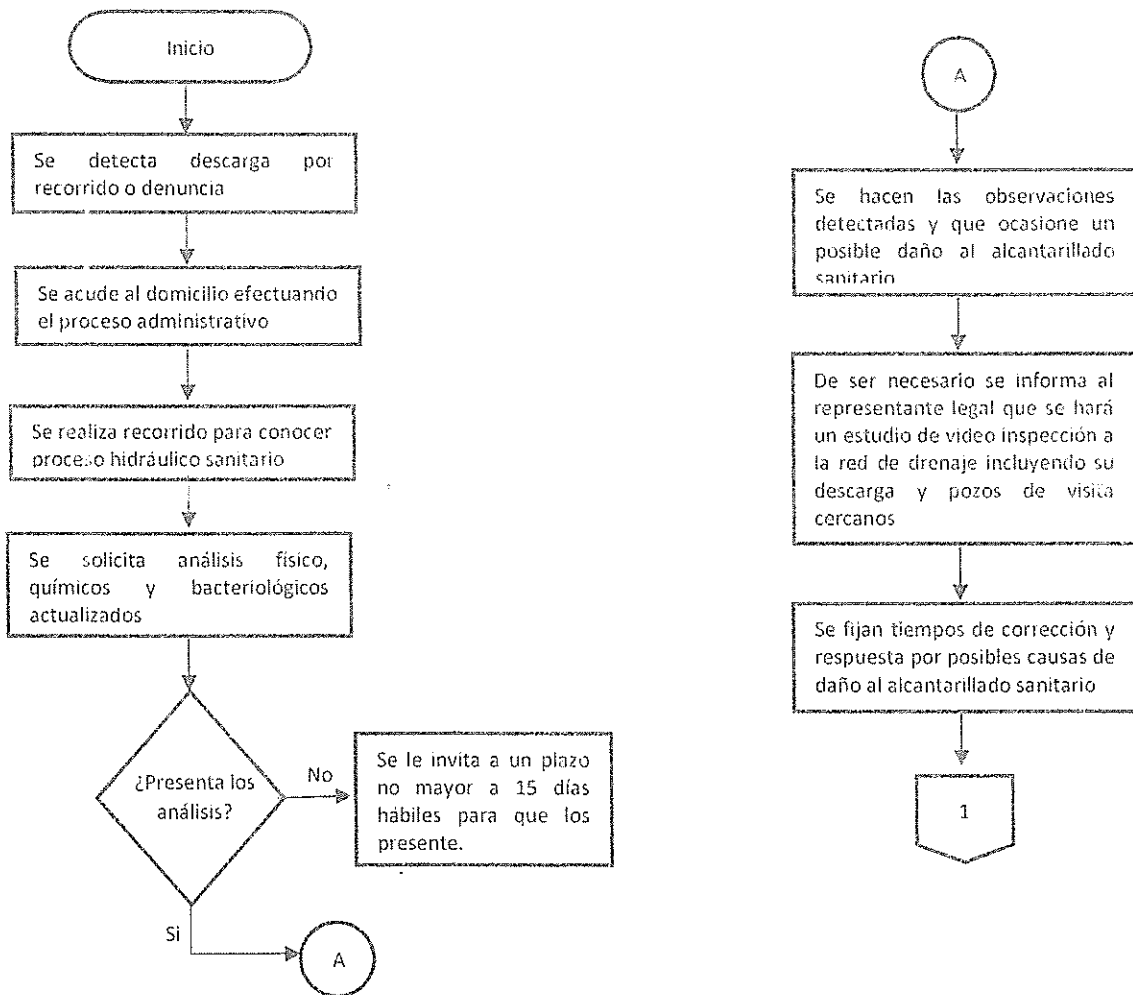 Inicio
Se detecta descarga por
recorrido o denuncia
Se acude al domicilio efectuando
el proceso administrativo
Se realiza recorrido para conocer
proceso hidráulico sanitario
Se solicita análisis físico,
químicos y bacteriológicos
actualizados
¿Presenta los
análisis?
No
Se le invita a un plazo
no mayor a 15 días
hábiles para que los
presente.
Si
A
A
Se hacen las observaciones
detectadas y que ocasione un
posible daño al alcantarillado
sanitario
De ser necesario se informa al
representante legal que se hará
un estudio de video inspección a
la red de drenaje incluyendo su
descarga y pozos de visita
cercanos
Se fijan tiempos de corrección y
respuesta por posibles causas de
daño al alcantarillado sanitario
1